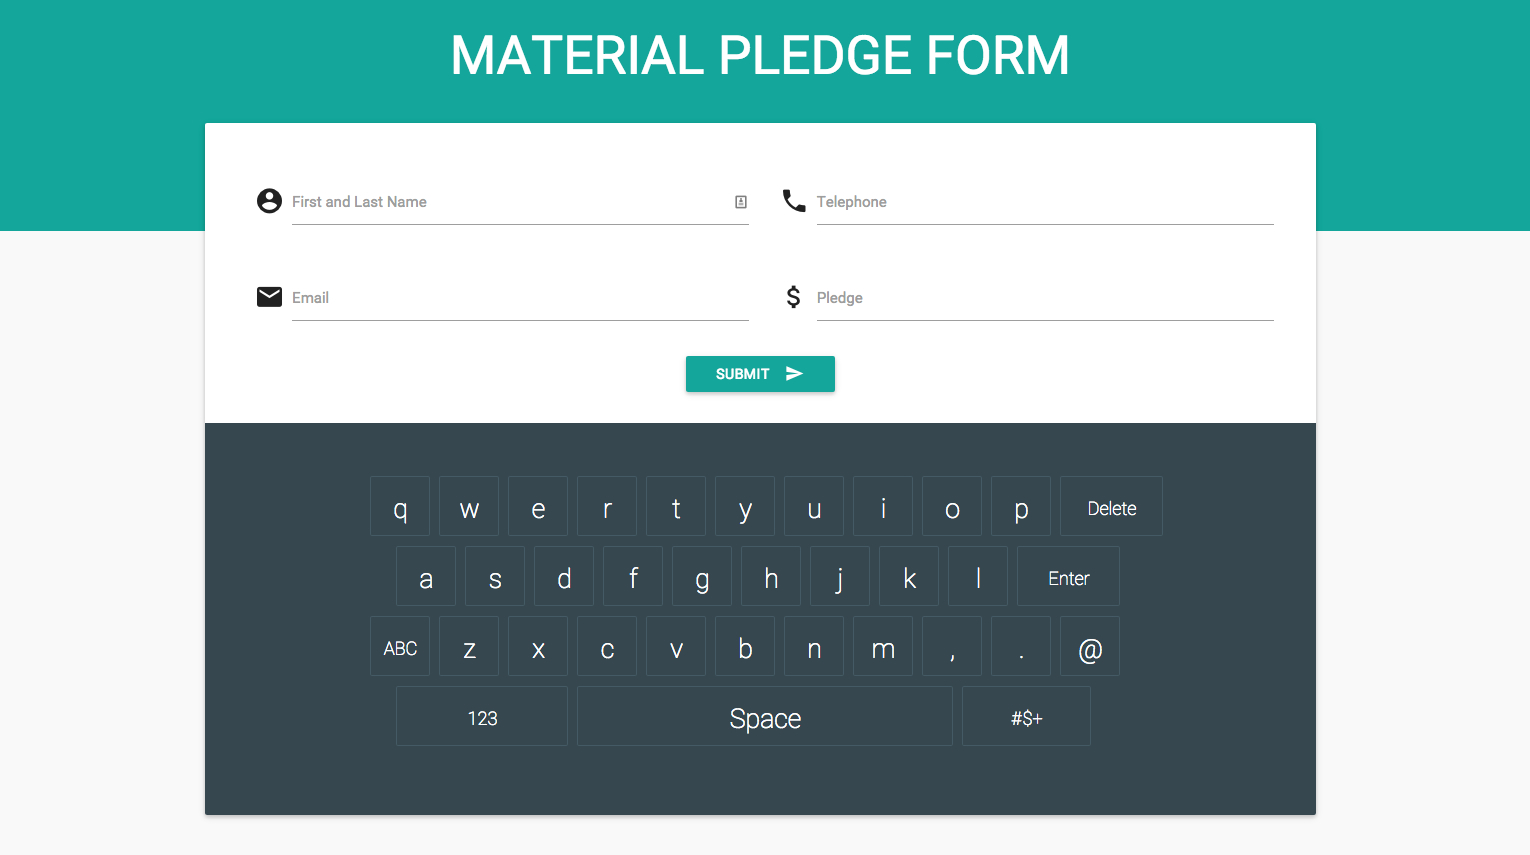 MATERIAL PLEDGE FORM
First and Last Name
Telephone
Email
$ Pledge
SUBMIT
q w e r t y u i o p Delete
a s d f g h j k l Enter
ABC z x c v b n m , . @
123 Space #$+